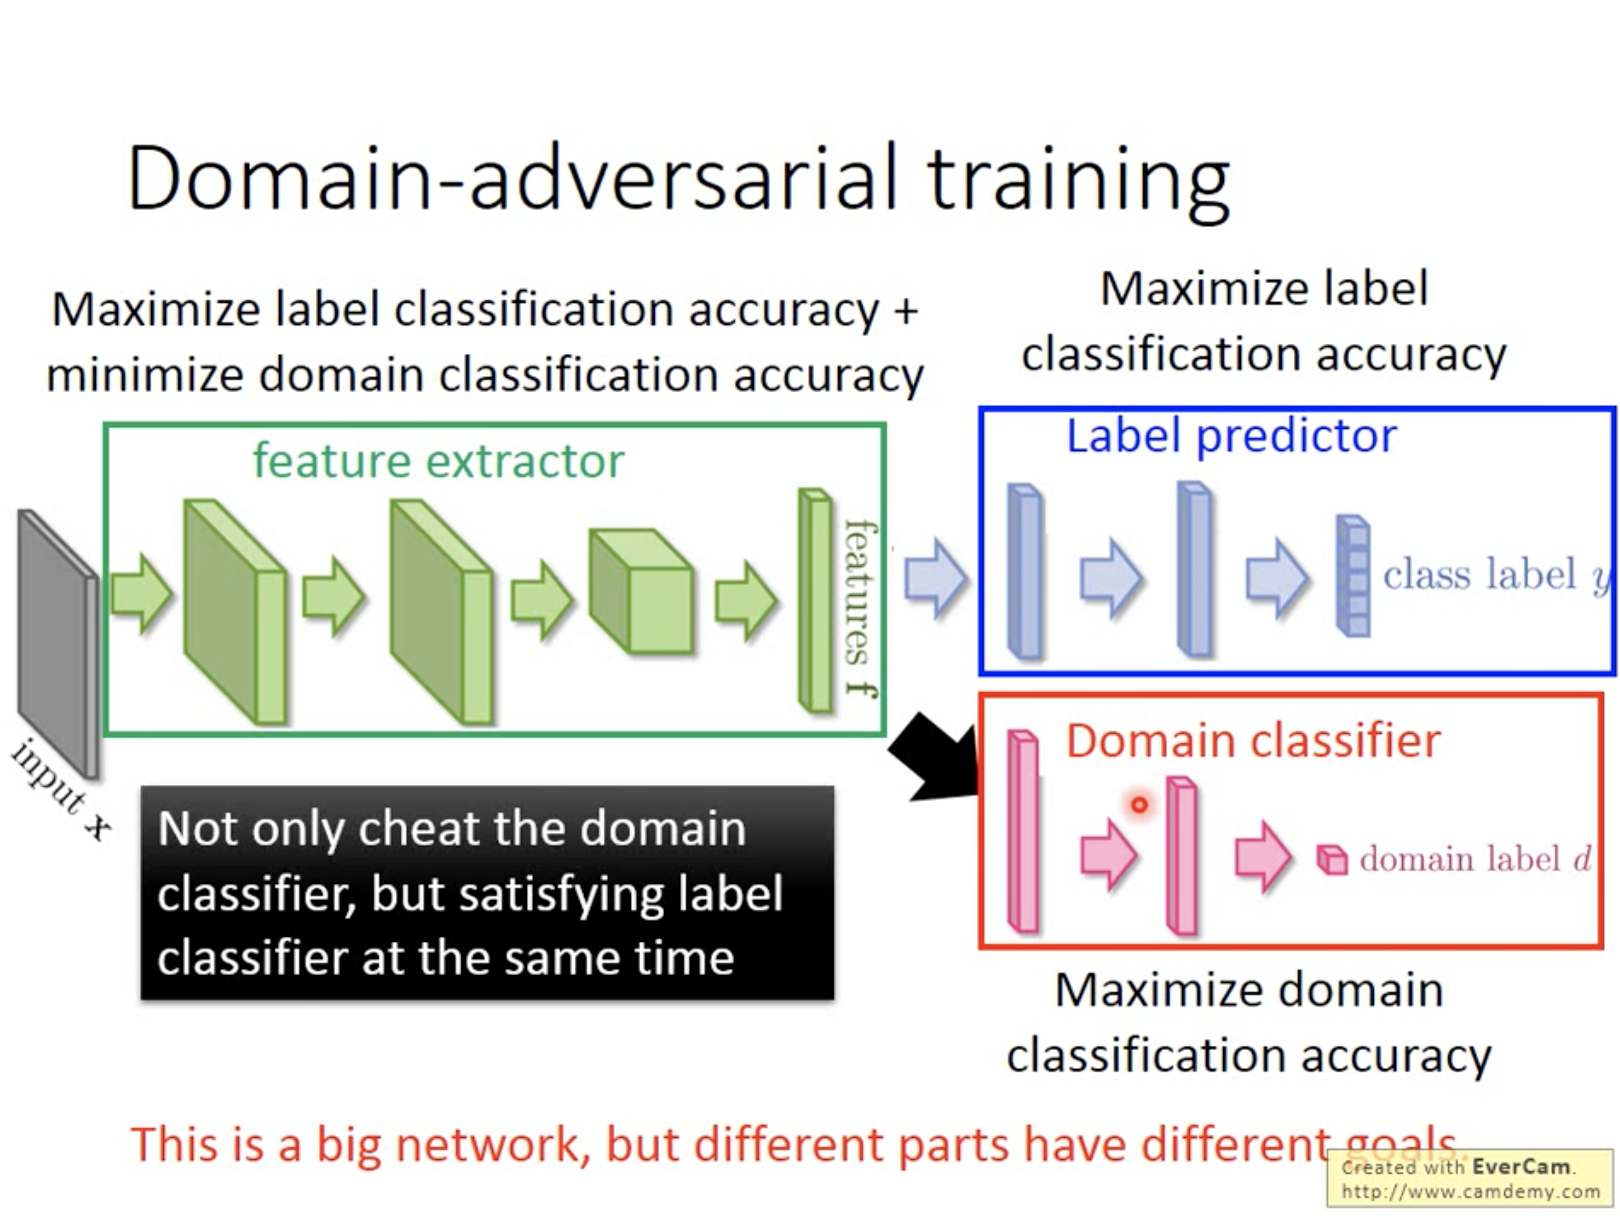 Domain-adversarial training
Maximize label classification accuracy +
minimize domain classification accuracy
Maximize label
classification accuracy
feature extractor
features f
input x
Label predictor
class label y
Domain classifier
domain label d
Not only cheat the domain
classifier, but satisfying label
classifier at the same time
Maximize domain
classification accuracy
This is a big network, but different parts have different goals.
Created with EverCam.
http://www.camdemy.com